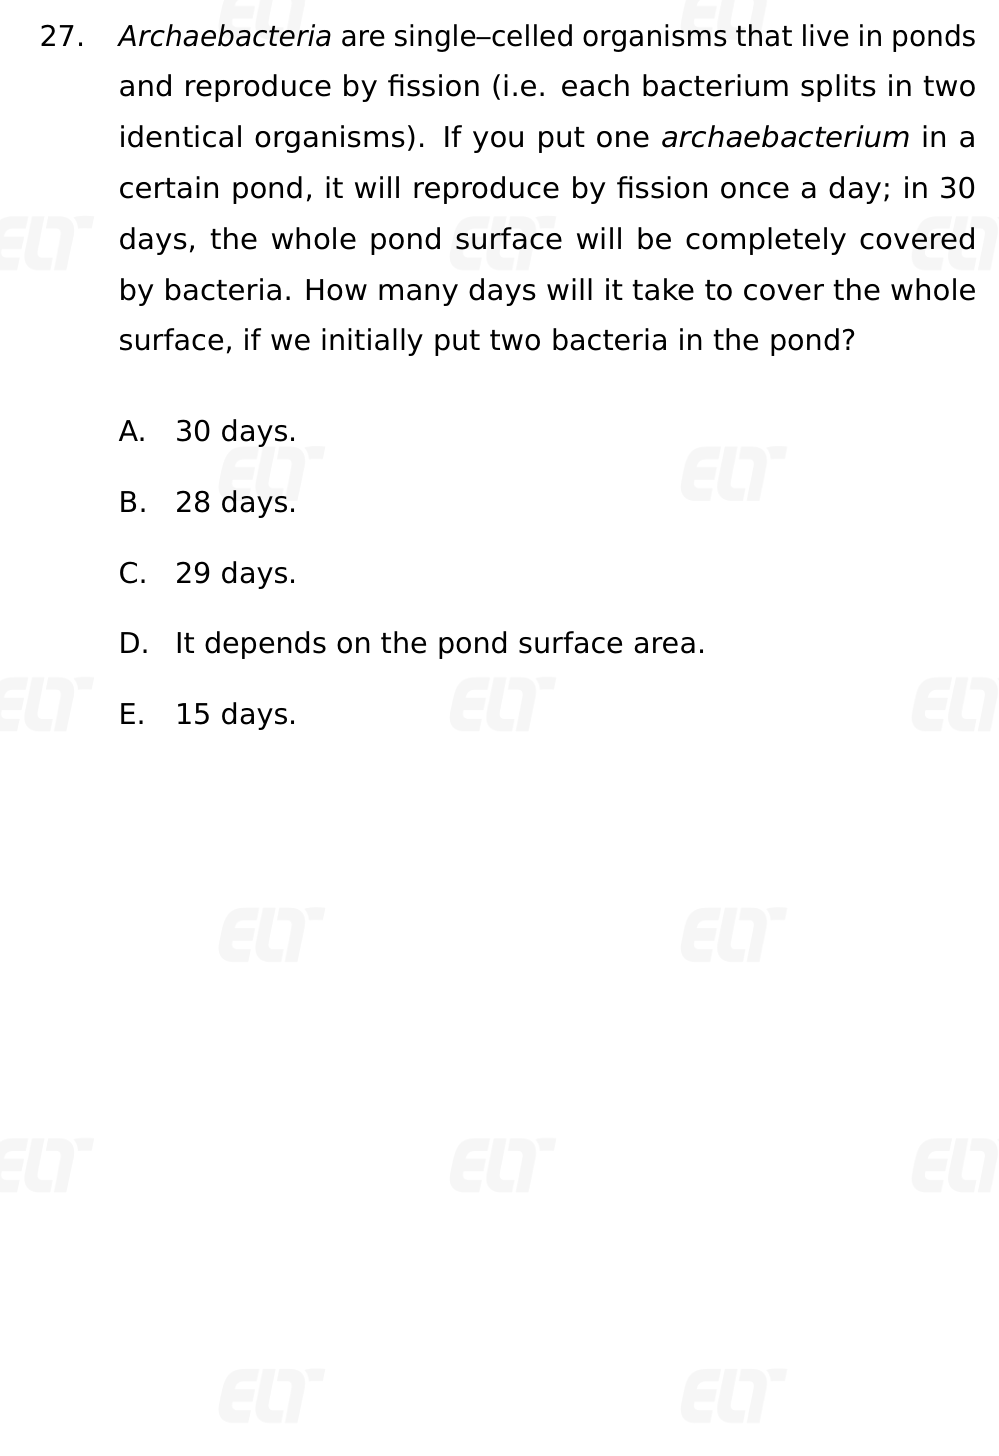 27. Archaebacteria are single–celled organisms that live in ponds
and reproduce by fission (i.e. each bacterium splits in two
identical organisms). If you put one archaebacterium in a
certain pond, it will reproduce by fission once a day; in 30
days, the whole pond surface will be completely covered
by bacteria. How many days will it take to cover the whole
surface, if we initially put two bacteria in the pond?
A. 30 days.
B. 28 days.
C. 29 days.
D. It depends on the pond surface area.
E. 15 days.